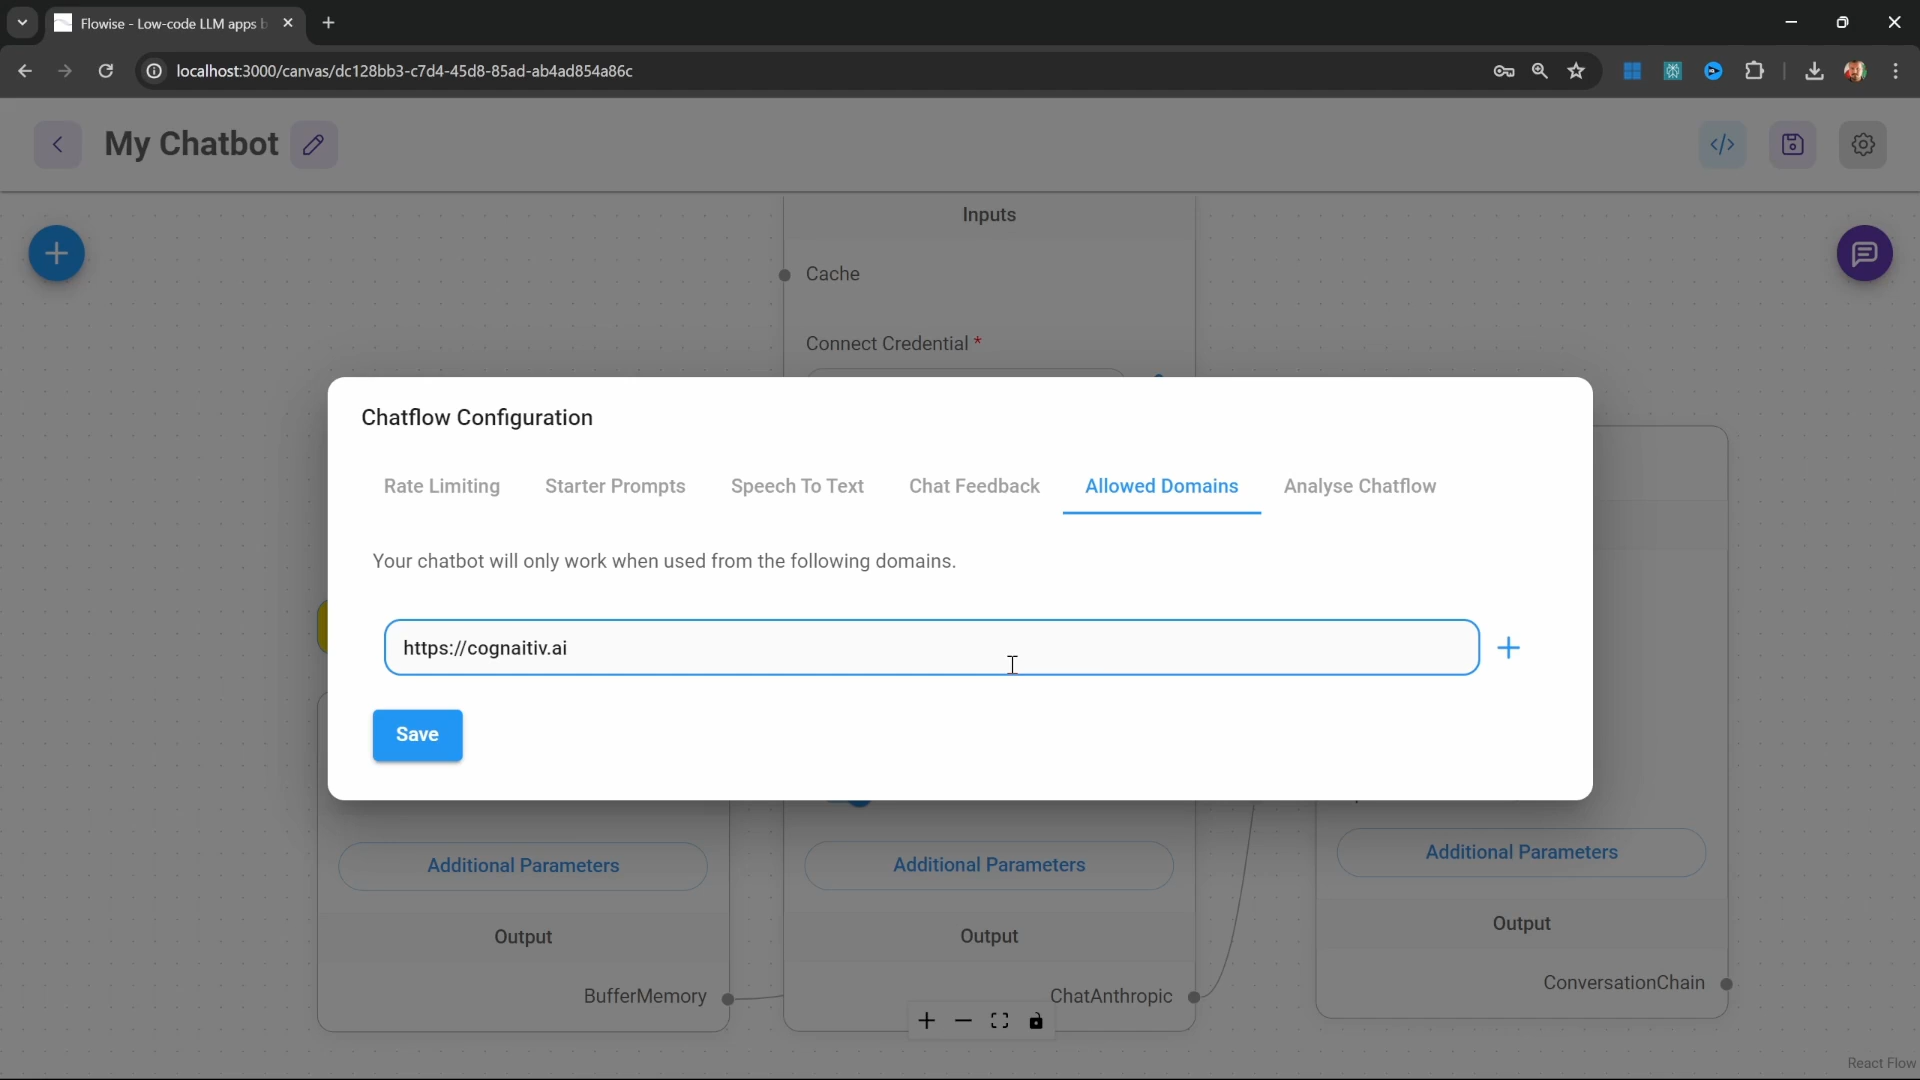 Flowise - Low-code LLM apps b
localhost:3000/canvas/dc128bb3-c7d4-45d8-85ad-ab4ad854a86c
My Chatbot
Inputs
Cache
Connect Credential *
Chatflow Configuration
Rate Limiting
Starter Prompts
Speech To Text
Chat Feedback
Allowed Domains
Analyse Chatflow
Your chatbot will only work when used from the following domains.
https://cognaitiv.ai
Save
Additional Parameters
Additional Parameters
Additional Parameters
Output
Output
Output
BufferMemory
ChatAnthropic
ConversationChain
React Flow